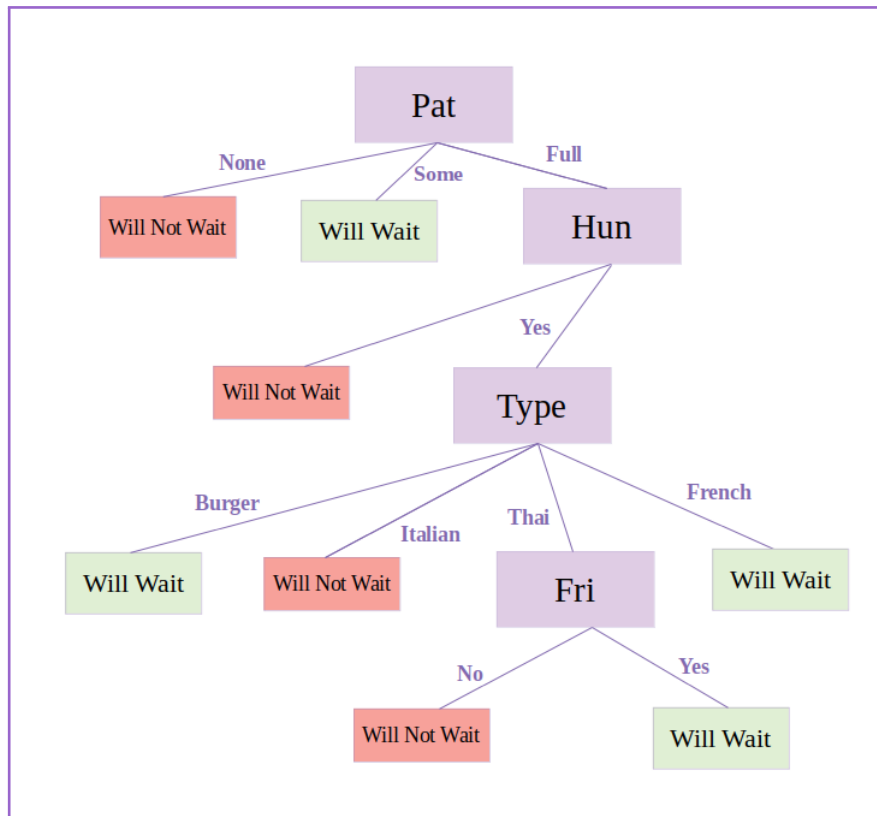 Pat
None
Some
Full
Will Not Wait
Will Wait
Hun
Yes
Will Not Wait
Type
Burger
Italian
Thai
French
Will Wait
Will Not Wait
Fri
Will Wait
No
Yes
Will Not Wait
Will Wait